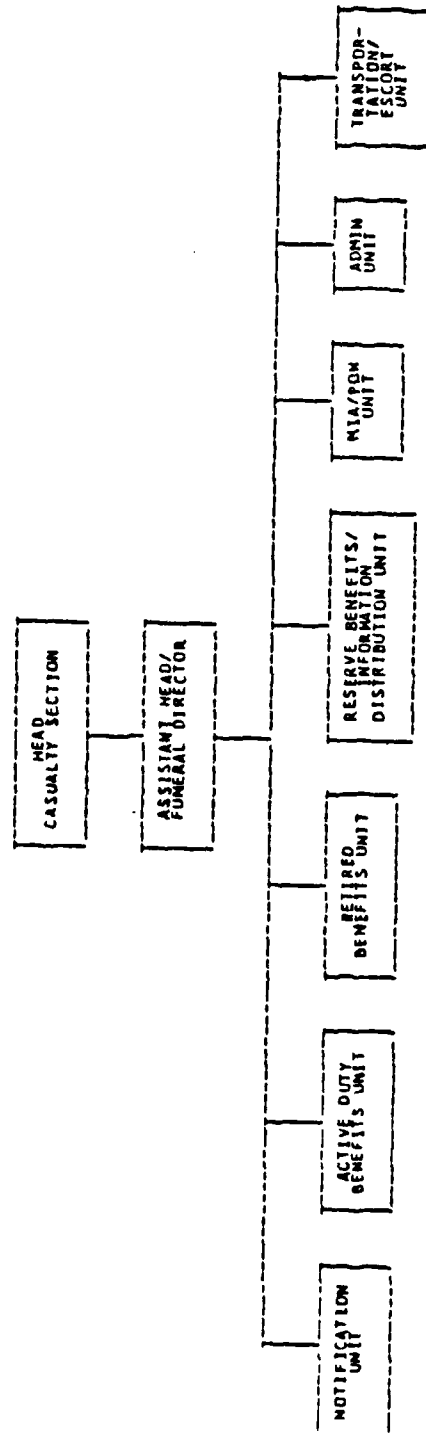 HEAD
CASUALTY SECTION
ASSISTANT HEAD/
FUNERAL DIRECTOR
NOTIFICATION
UNIT
ACTIVE DUTY
BENEFITS UNIT
RETIRED
BENEFITS UNIT
RESERVE BENEFITS/
INFORMATION
DISTRIBUTION UNIT
MIA/POW
UNIT
ADMIN
UNIT
TRANSPOR-
TATION/
ESCORT
UNIT